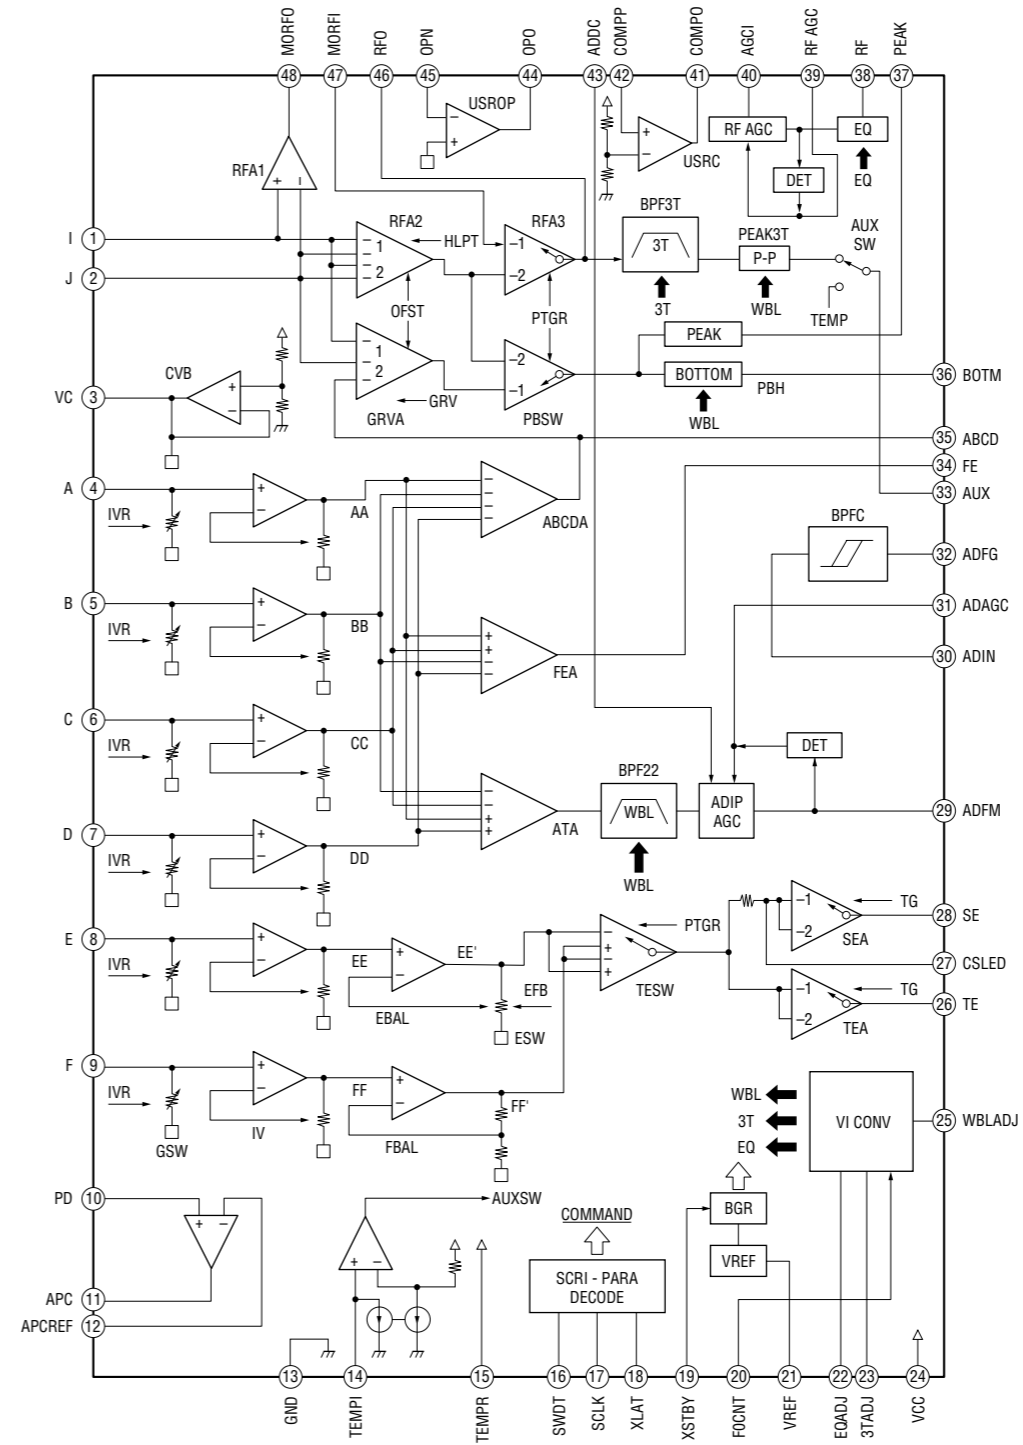 MORFO
MORFI
RFO
OPN
OPO
ADDC
COMPP
COMPO
AGCI
RF AGC
RF
PEAK
48
47
46
45
44
43
42
41
40
39
38
37
USROP
−
+
+
−
USRC
RF AGC
EQ
DET
EQ
RFA1
+ −
RFA2
HLPT
RFA3
BPF3T
PEAK3T
AUX
SW
I
1
− 1
−
−
− 2
−1
−2
3T
P-P
J
2
3T
WBL
TEMP
OFST
PTGR
PEAK
− 1
−
− 2
−2
−1
BOTTOM
PBH
36
BOTM
CVB
+
−
VC
3
GRV
GRVA
PBSW
WBL
35
ABCD
34
FE
A
4
IVR
+
−
AA
−
−
−
−
ABCDA
33
AUX
BPFC
32
ADFG
B
5
IVR
+
−
BB
+
+
−
−
FEA
31
ADAGC
30
ADIN
C
6
IVR
+
−
CC
DET
BPF22
−
−
+
+
ATA
WBL
ADIP
AGC
29
ADFM
D
7
IVR
+
−
DD
WBL
−1
−2
TG
SEA
28
SE
E
8
IVR
+
−
EE
+
−
EE'
EBAL
EFB
ESW
−
+
−
+
PTGR
TESW
27
CSLED
−1
−2
TG
TEA
26
TE
F
9
IVR
+
−
FF
+
−
FF'
GSW
IV
FBAL
WBL
3T
EQ
VI CONV
25
WBLADJ
PD
10
+ −
AUXSW
COMMAND
BGR
+ −
SCRI - PARA
DECODE
VREF
APC
11
APCREF
12
13
14
15
16
17
18
19
20
21
22
23
24
GND
TEMPI
TEMPR
SWDT
SCLK
XLAT
XSTBY
F0CNT
VREF
EQADJ
3TADJ
VCC